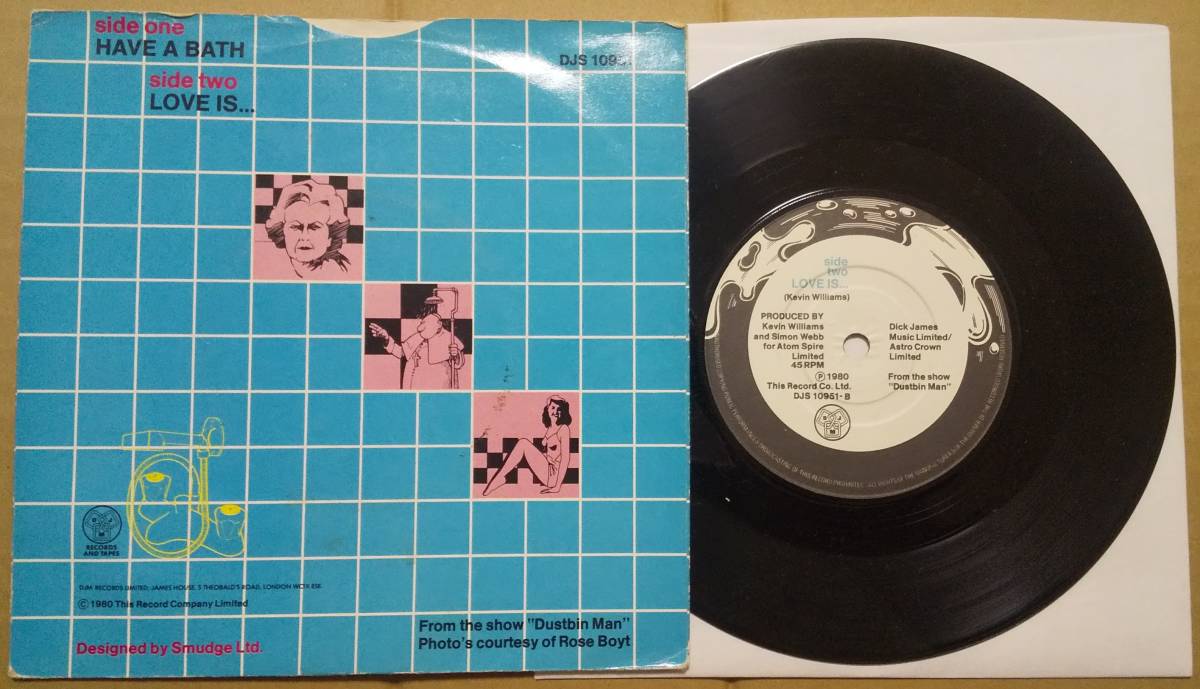 side one
HAVE A BATH
side two
LOVE IS...
DJS 10951
RECORDS
AND TAPES
DJM RECORDS LIMITED: JAMES HOUSE, 5 THEOBALD'S ROAD, LONDON WC1X 8SE.
© 1980 This Record Company Limited
Designed by Smudge Ltd.
From the show "Dustbin Man"
Photo's courtesy of Rose Boyt
side
two
LOVE IS...
(Kevin Williams)
PRODUCED BY
Kevin Williams
and Simon Webb
for Atom Spire
Limited
45 RPM
℗ 1980
This Record Co. Ltd.
DJS 10951-B
Dick James
Music Limited/
Astro Crown
Limited
From the show
"Dustbin Man"